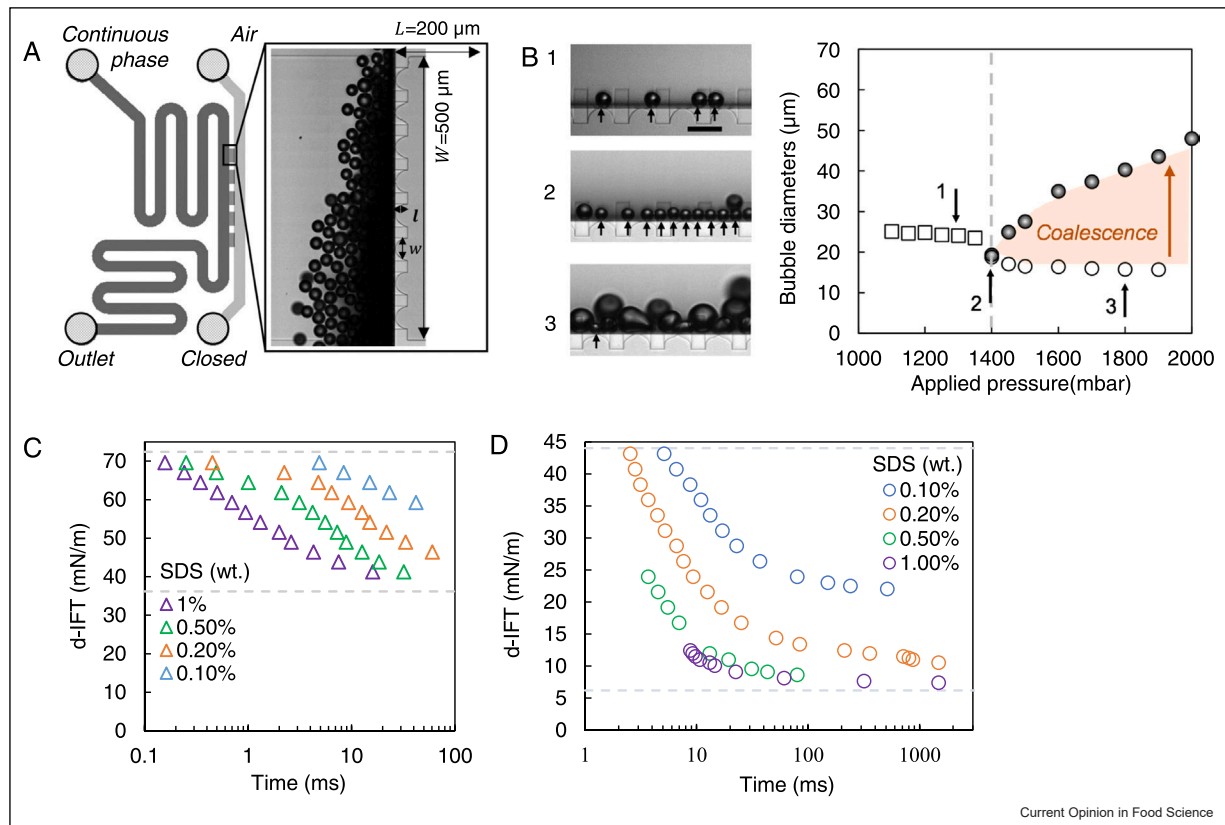 A
Continuous
phase
Air
Outlet
Closed
L=200 µm
W=500 µm
l
w
B
1
2
3
Bubble diameters (µm)
70
60
50
40
30
20
10
0
1
2
3
Coalescence
1000
1200
1400
1600
1800
2000
Applied pressure(mbar)
C
d-IFT (mN/m)
70
60
50
40
30
20
10
0
SDS (wt.)
1%
0.50%
0.20%
0.10%
0.1
1
10
100
Time (ms)
D
d-IFT (mN/m)
45
40
35
30
25
20
15
10
5
0
SDS (wt.)
0.10%
0.20%
0.50%
1.00%
1
10
100
1000
Time (ms)
Current Opinion in Food Science